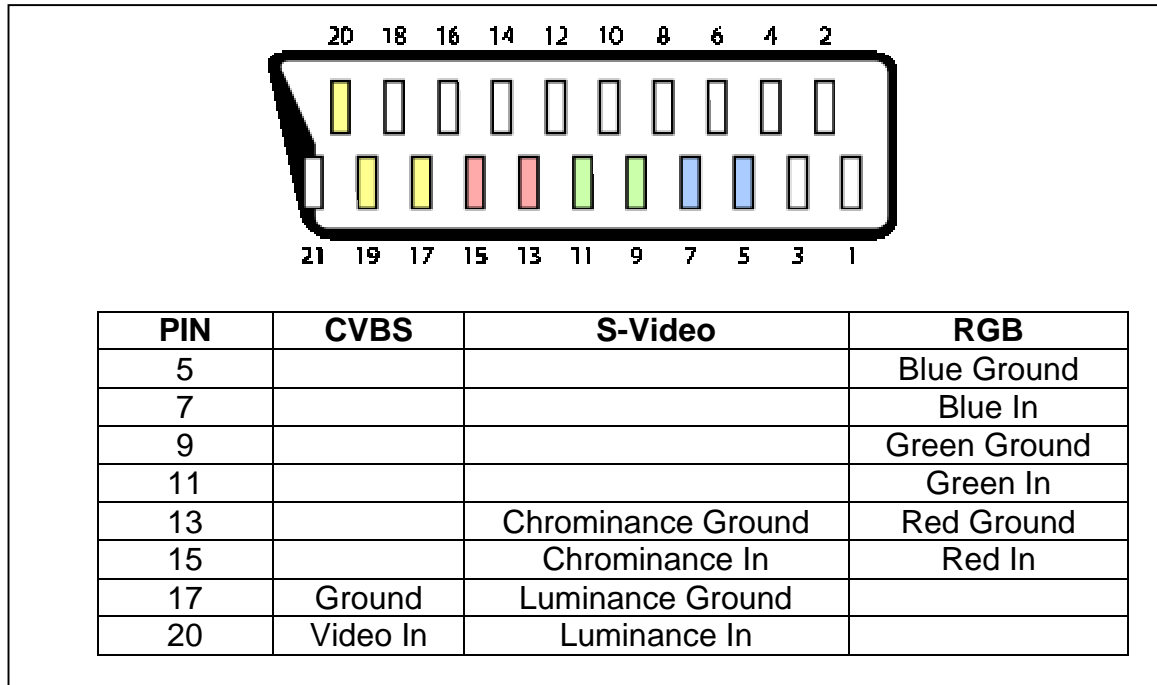 20 18 16 14 12 10 8 6 4 2
21 19 17 15 13 11 9 7 5 3 1
PIN CVBS S-Video RGB
5 Blue Ground
7 Blue In
9 Green Ground
11 Green In
13 Chrominance Ground Red Ground
15 Chrominance In Red In
17 Ground Luminance Ground
20 Video In Luminance In